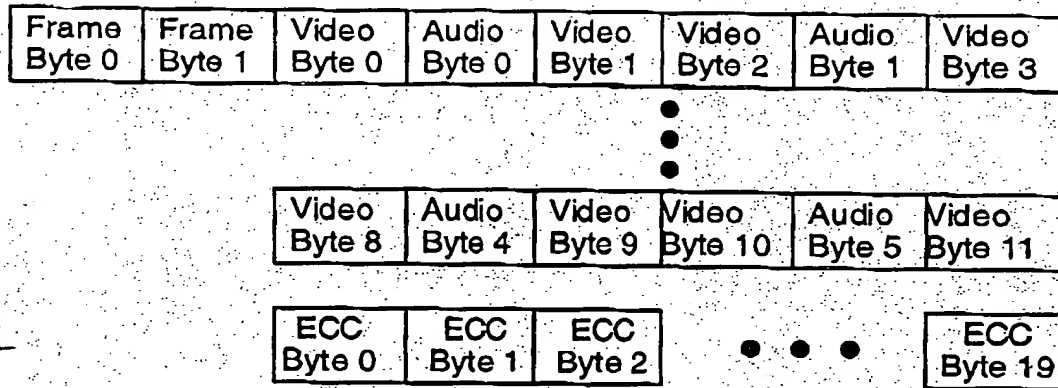 Frame Frame Video Audio Video Video Audio Video
Byte 0 Byte 1 Byte 0 Byte 0 Byte 1 Byte 2 Byte 1 Byte 3
Video Audio Video Video Audio Video
Byte 8 Byte 4 Byte 9 Byte 10 Byte 5 Byte 11
ECC ECC ECC ECC
Byte 0 Byte 1 Byte 2 Byte 19